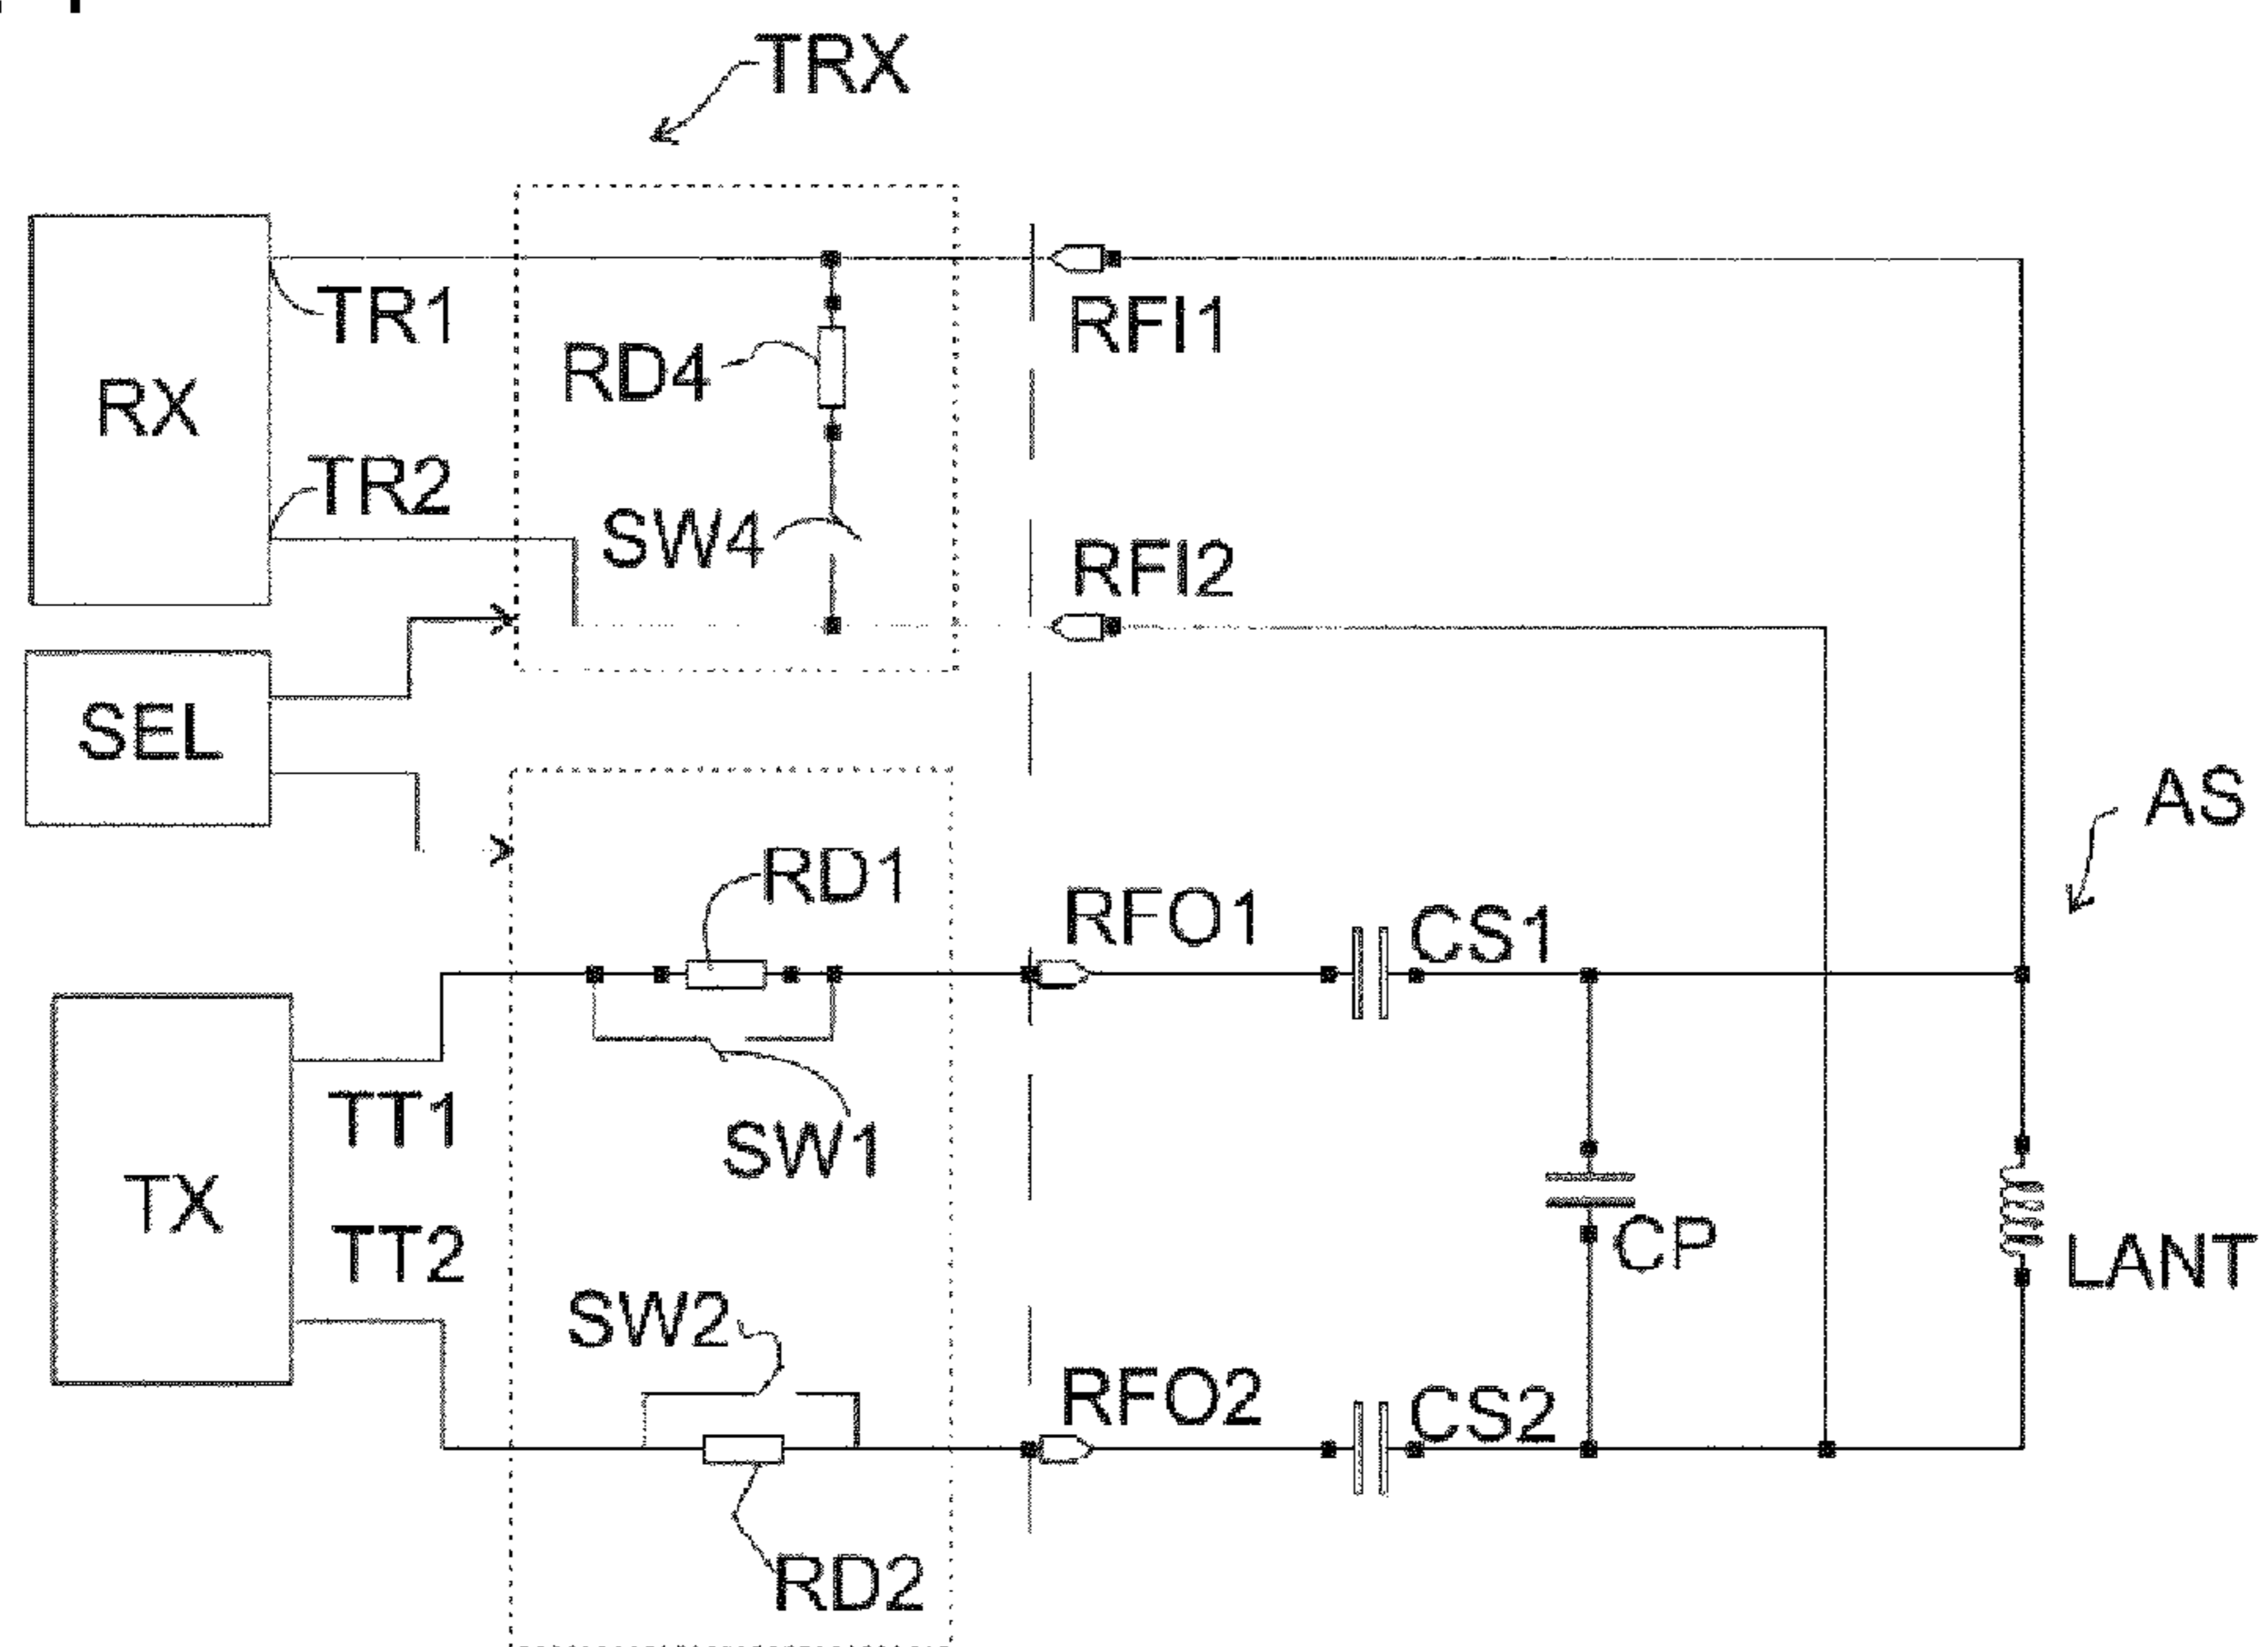 TRX
TR1
RFI1
RD4
RX
TR2
SW4
RFI2
SEL
AS
RD1
RFO1
CS1
TT1
SW1
TX
TT2
CP
LANT
SW2
RFO2
CS2
RD2